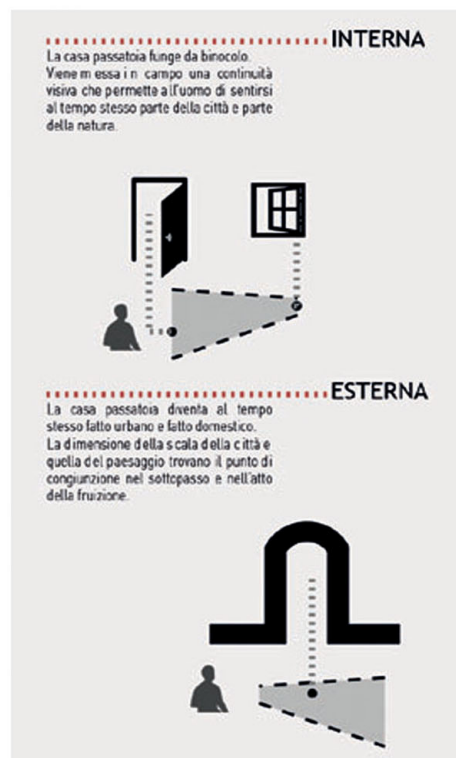 INTERNA
La casa passatoia funge da binocolo.
Viene messa in campo una continuità
visiva che permette all'uomo di sentirsi
al tempo stesso parte della città e parte
della natura.
ESTERNA
La casa passatoia diventa al tempo
stesso fatto urbano e fatto domestico.
La dimensione della scala della città e
quella del paesaggio trovano il punto di
congiunzione nel sottopasso e nell'atto
della fruizione.